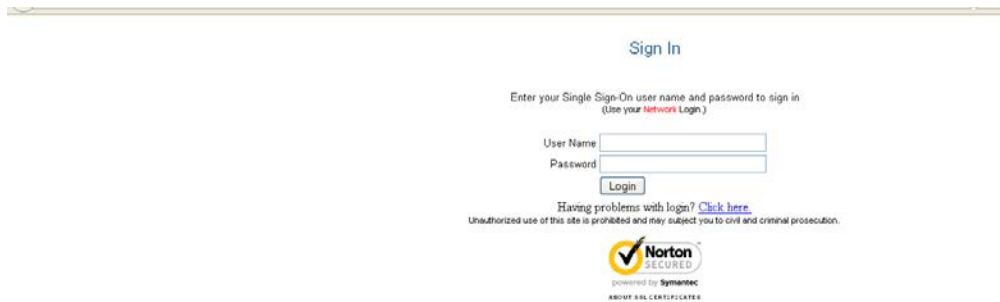 Sign In
Enter your Single Sign-On user name and password to sign in
(Use your Network Login.)
User Name
Password
Login
Having problems with login? Click here.
Unauthorized use of this site is prohibited and may subject you to civil and criminal prosecution.
Norton
SECURED
powered by Symantec
ABOUT SSL CERTIFICATES